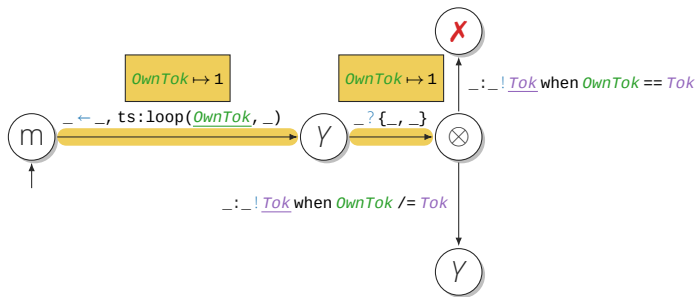 ✗
OwnTok ↦ 1
OwnTok ↦ 1
_:_!Tok when OwnTok == Tok
_ ← _, ts:loop(OwnTok,_)
_?{_,_}
m
Y
⊗
_:_!Tok when OwnTok /= Tok
Y